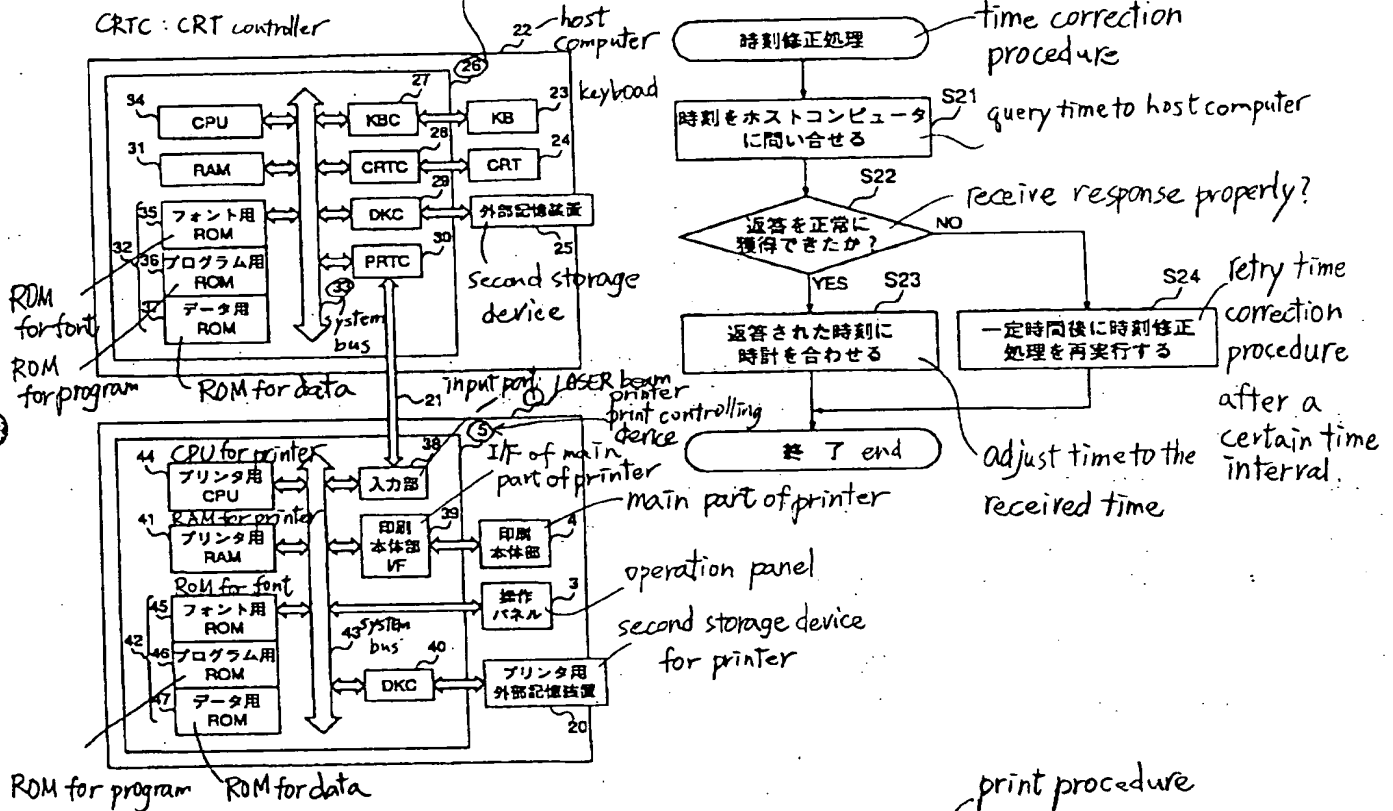 CRTC : CRT controller
22
host
computer
26
34
CPU
27
KBC
23
keyboad
KB
31
RAM
28
CRTC
24
CRT
29
DKC
外部記憶装置
25
35
フォント用
ROM
32
36
プログラム用
ROM
37
データ用
ROM
30
PRTC
33
system
bus
second storage
device
ROM
for font
ROM
for program
ROM for data
21
input port
1
LASER beam
printer
print controlling
device
5
CPU for printer
44
プリンタ用
CPU
38
入力部
I/F of main
part of printer
RAM for printer
41
プリンタ用
RAM
39
印刷
本体部
I/F
4
印刷
本体部
main part of printer
ROM for font
45
フォント用
ROM
3
操作
パネル
operation panel
42
46
プログラム用
ROM
43
system
bus
40
DKC
プリンタ用
外部記憶装置
20
second storage device
for printer
47
データ用
ROM
ROM for program
ROM for data
時刻修正処理
time correction
procedure
S21
時刻をホストコンピュータ
に問い合せる
query time to host computer
S22
返答を正常に
獲得できたか?
receive response properly?
NO
YES
S23
返答された時刻に
時計を合わせる
S24
一定時間後に時刻修正
処理を再実行する
retry time
correction
procedure
after a
certain time
interval.
終了 end
adjust time to the
received time
print procedure